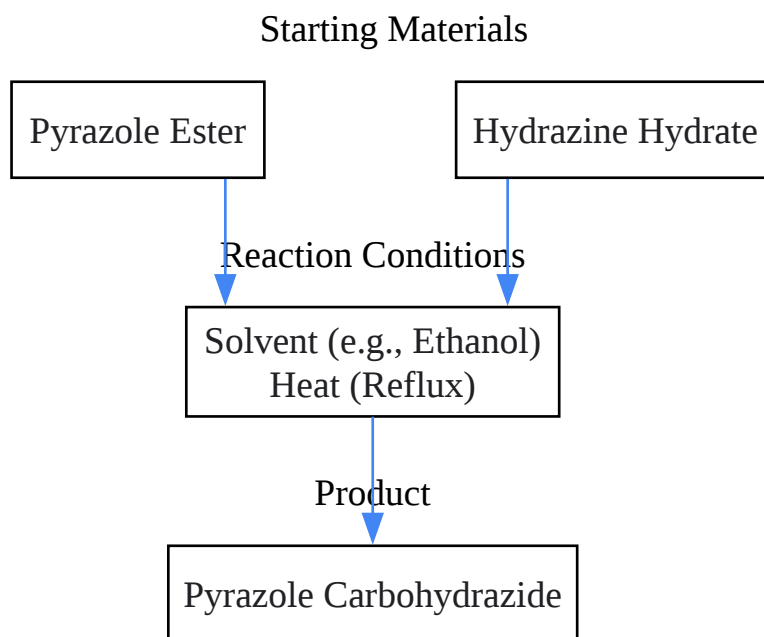 Starting Materials
Pyrazole Ester
Hydrazine Hydrate
Reaction Conditions
Solvent (e.g., Ethanol)
Heat (Reflux)
Product
Pyrazole Carbohydrazide